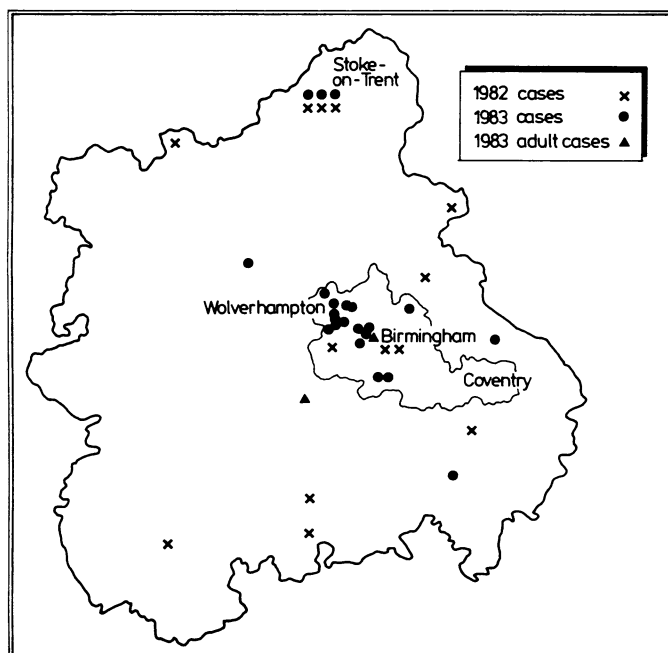 Stoke-
on-Trent
1982 cases
1983 cases
1983 adult cases
Wolverhampton
Birmingham
Coventry